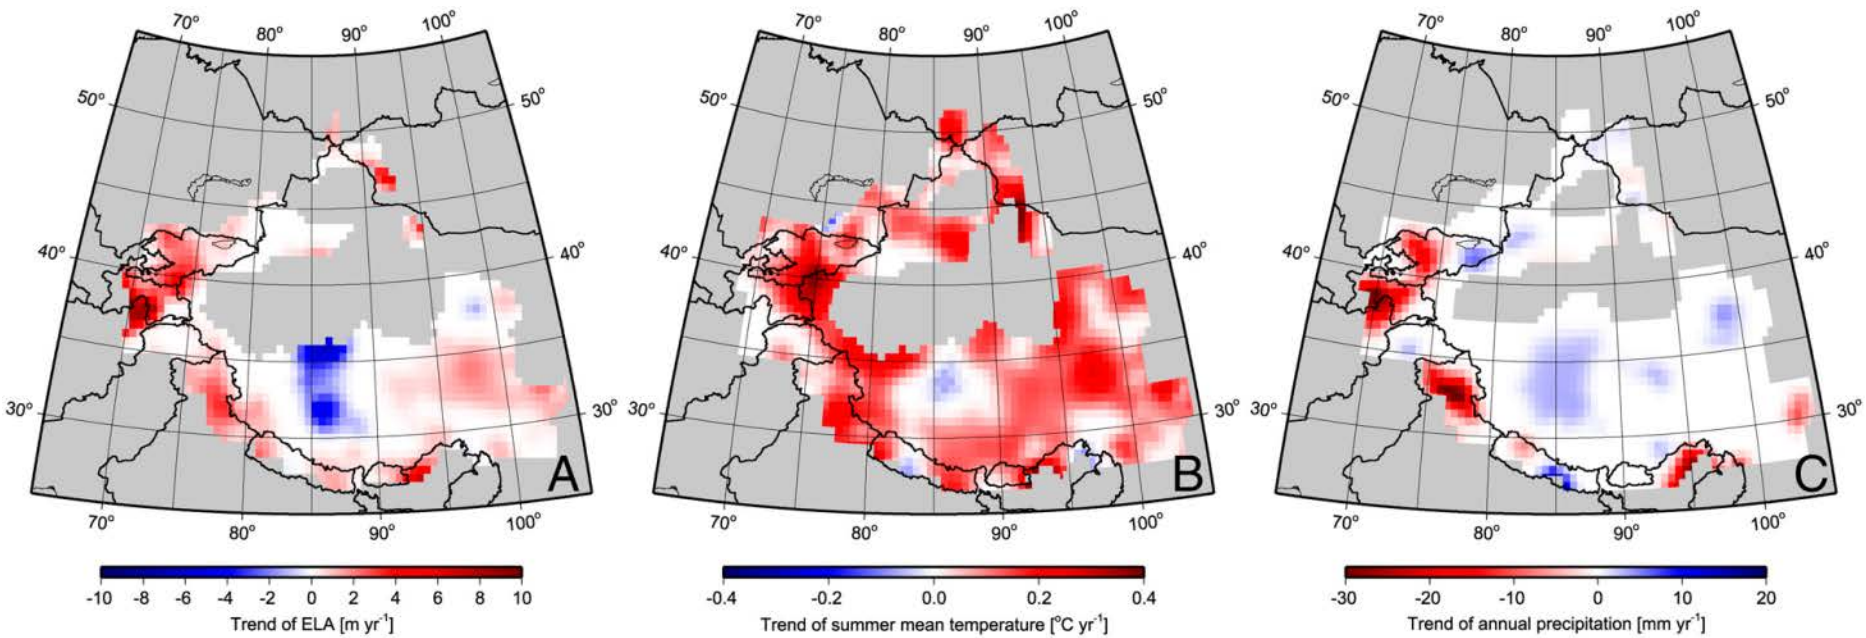 70° 80° 90° 100°
50° 50°
40° 40°
30° 30°
A
70° 80° 90° 100°
-10 -8 -6 -4 -2 0 2 4 6 8 10
Trend of ELA [m yr⁻¹]
70° 80° 90° 100°
50° 50°
40° 40°
30° 30°
B
70° 80° 90° 100°
-0.4 -0.2 0.0 0.2 0.4
Trend of summer mean temperature [°C yr⁻¹]
70° 80° 90° 100°
50° 50°
40° 40°
30° 30°
C
70° 80° 90° 100°
-30 -20 -10 0 10 20
Trend of annual precipitation [mm yr⁻¹]